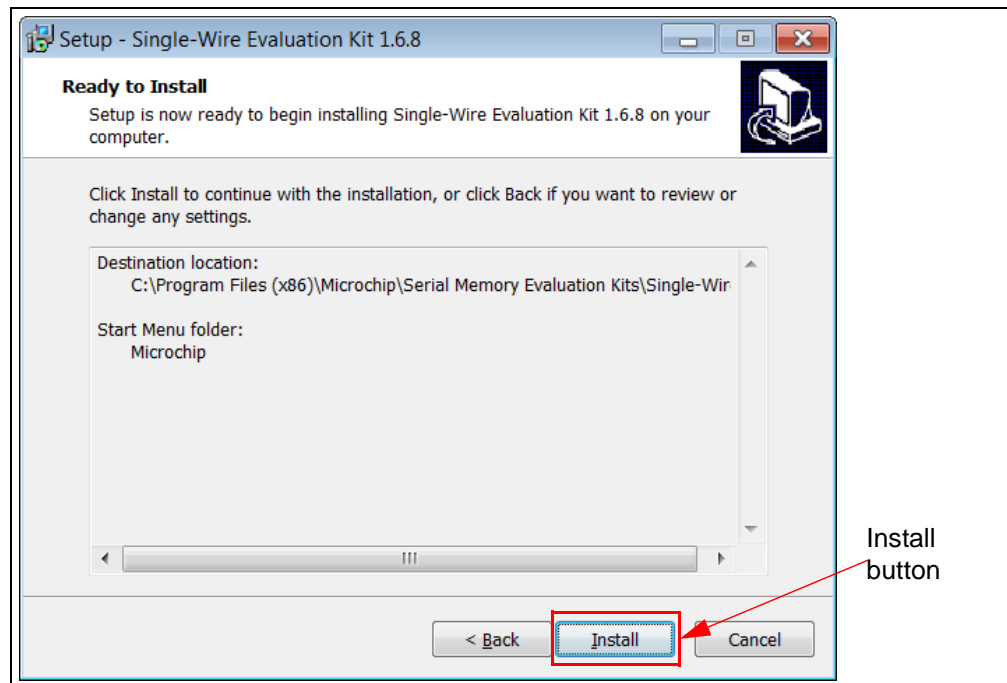 Setup - Single-Wire Evaluation Kit 1.6.8
Ready to Install
Setup is now ready to begin installing Single-Wire Evaluation Kit 1.6.8 on your
computer.
Click Install to continue with the installation, or click Back if you want to review or
change any settings.
Destination location:
C:\Program Files (x86)\Microchip\Serial Memory Evaluation Kits\Single-Wir
Start Menu folder:
Microchip
Install
button
< Back
Install
Cancel